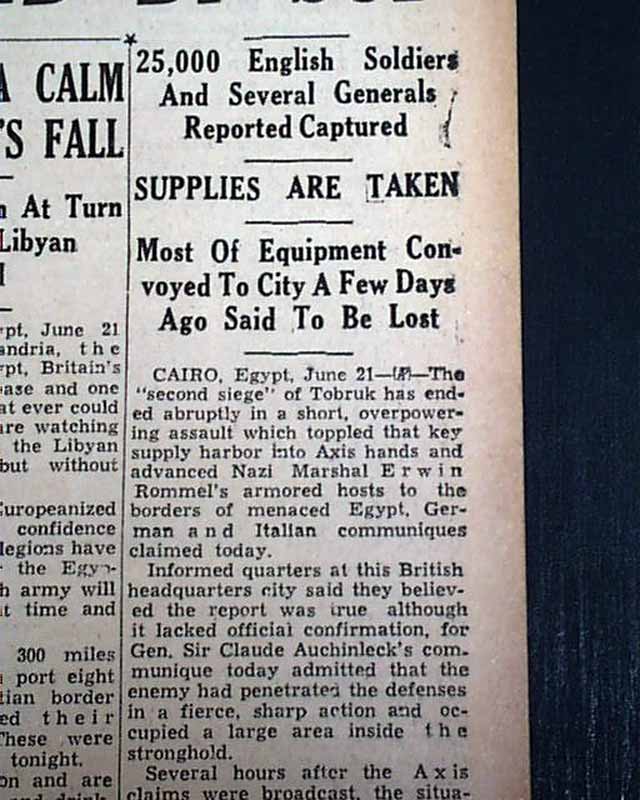 A CALM
'S FALL
At Turn
Libyan
pt, June 21
andria, the
pt, Britain's
ase and one
at ever could
are watching
the Libyan
but without
Europeanized
confidence
legions have
the Egyp-
h army will
t time and
300 miles
port eight
tian border
ed their
These were
tonight.
on and are
25,000 English Soldiers
And Several Generals
Reported Captured
SUPPLIES ARE TAKEN
Most Of Equipment Con-
voyed To City A Few Days
Ago Said To Be Lost
CAIRO, Egypt, June 21—(AP)—The
"second siege" of Tobruk has end-
ed abruptly in a short, overpower-
ing assault which toppled that key
supply harbor into Axis hands and
advanced Nazi Marshal Erwin
Rommel's armored hosts to the
borders of menaced Egypt, Ger-
man and Italian communiques
claimed today.
Informed quarters at this British
headquarters city said they believ-
ed the report was true although
it lacked official confirmation, for
Gen. Sir Claude Auchinleck's com-
munique today admitted that the
enemy had penetrated the defenses
in a fierce, sharp action and oc-
cupied a large area inside the
stronghold.
Several hours after the Axis
claims were broadcast, the situa-